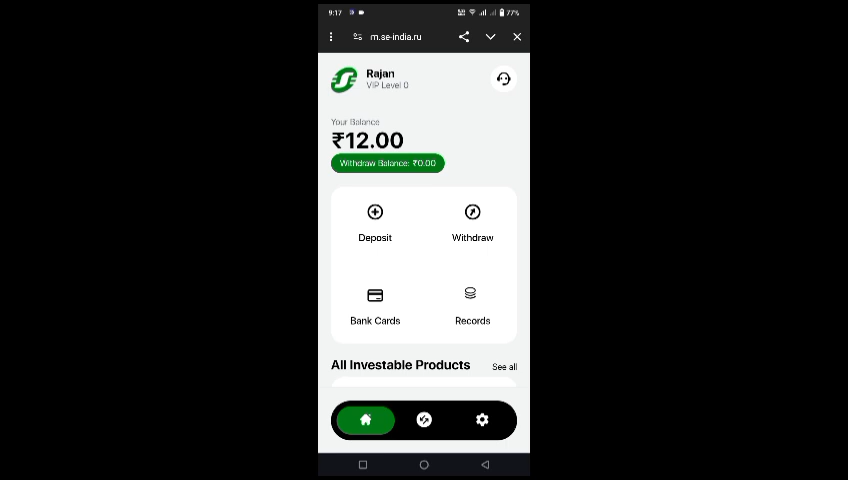 9:17
77%
m.se-india.ru
Rajan
VIP Level 0
Your Balance
₹12.00
Withdraw Balance: ₹0.00
Deposit
Withdraw
Bank Cards
Records
All Investable Products
See all